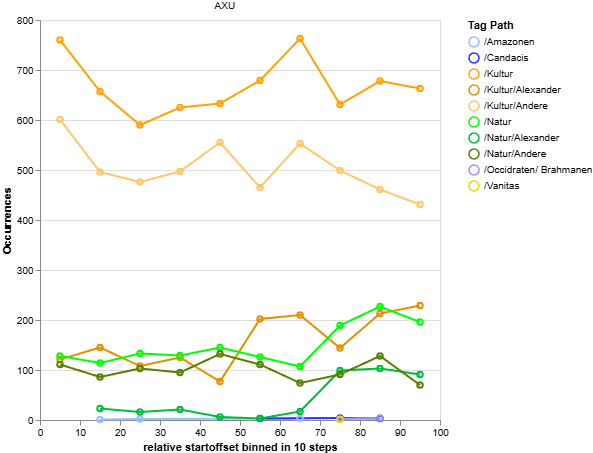 AXU
800
700
600
500
400
300
200
100
0
Occurrences
0 10 20 30 40 50 60 70 80 90 100
relative startoffset binned in 10 steps
Tag Path
/Amazonen
/Candacis
/Kultur
/Kultur/Alexander
/Kultur/Andere
/Natur
/Natur/Alexander
/Natur/Andere
/Occidraten/ Brahmanen
/Vanitas